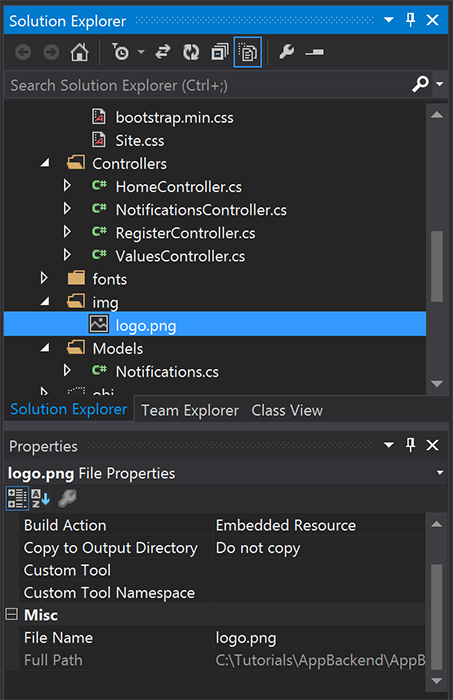 Solution Explorer
Search Solution Explorer (Ctrl+;)
bootstrap.min.css
Site.css
Controllers
C# HomeController.cs
C# NotificationsController.cs
C# RegisterController.cs
C# ValuesController.cs
fonts
img
logo.png
Models
C# Notifications.cs
Solution Explorer Team Explorer Class View
Properties
logo.png File Properties
Build Action Embedded Resource
Copy to Output Directory Do not copy
Custom Tool
Custom Tool Namespace
Misc
File Name logo.png
Full Path C:\Tutorials\AppBackend\AppB